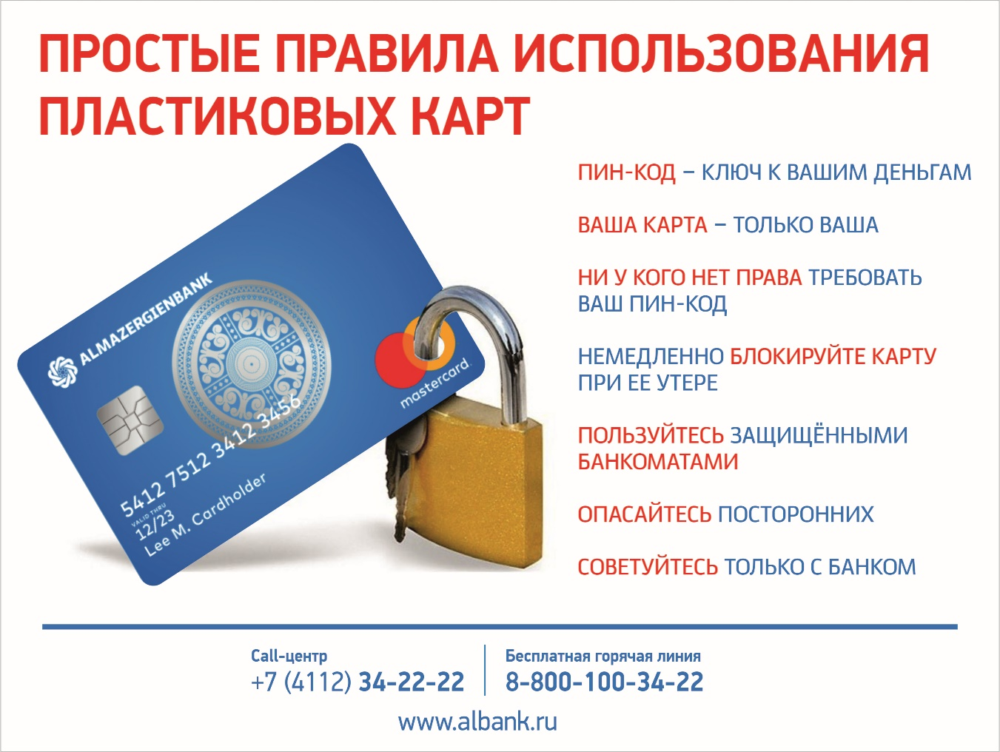 ПРОСТЫЕ ПРАВИЛА ИСПОЛЬЗОВАНИЯ
ПЛАСТИКОВЫХ КАРТ
ALMAZERGIENBANK
mastercard.
5412 7512 3412 3456
VALID THRU
12/23
Lee M. Cardholder
ПИН-КОД – КЛЮЧ К ВАШИМ ДЕНЬГАМ
ВАША КАРТА – ТОЛЬКО ВАША
НИ У КОГО НЕТ ПРАВА ТРЕБОВАТЬ
ВАШ ПИН-КОД
НЕМЕДЛЕННО БЛОКИРУЙТЕ КАРТУ
ПРИ ЕЕ УТЕРЕ
ПОЛЬЗУЙТЕСЬ ЗАЩИЩЁННЫМИ
БАНКОМАТАМИ
ОПАСАЙТЕСЬ ПОСТОРОННИХ
СОВЕТУЙТЕСЬ ТОЛЬКО С БАНКОМ
Call-центр
+7 (4112) 34-22-22
Бесплатная горячая линия
8-800-100-34-22
www.albank.ru